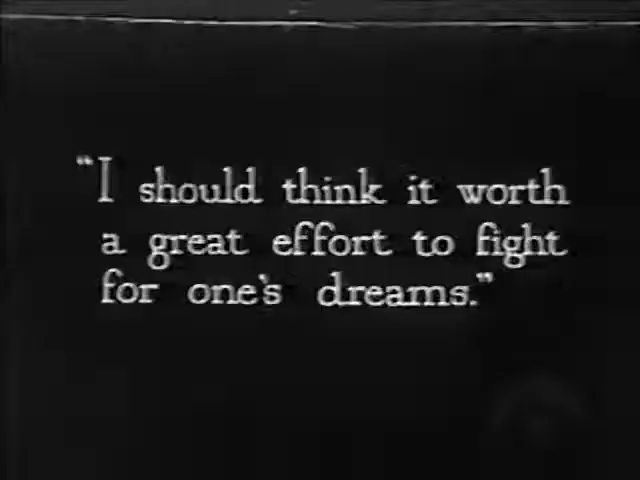 “I should think it worth
a great effort to fight
for one's dreams.”